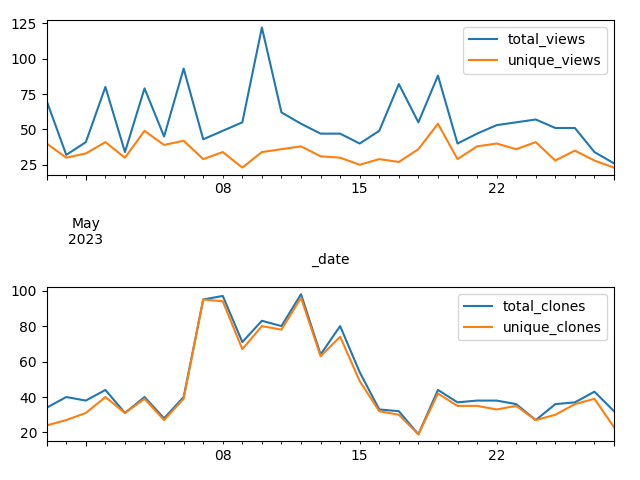 125
100
75
50
25
total_views
unique_views
08
15
22
May
2023
_date
100
80
60
40
20
total_clones
unique_clones
08
15
22